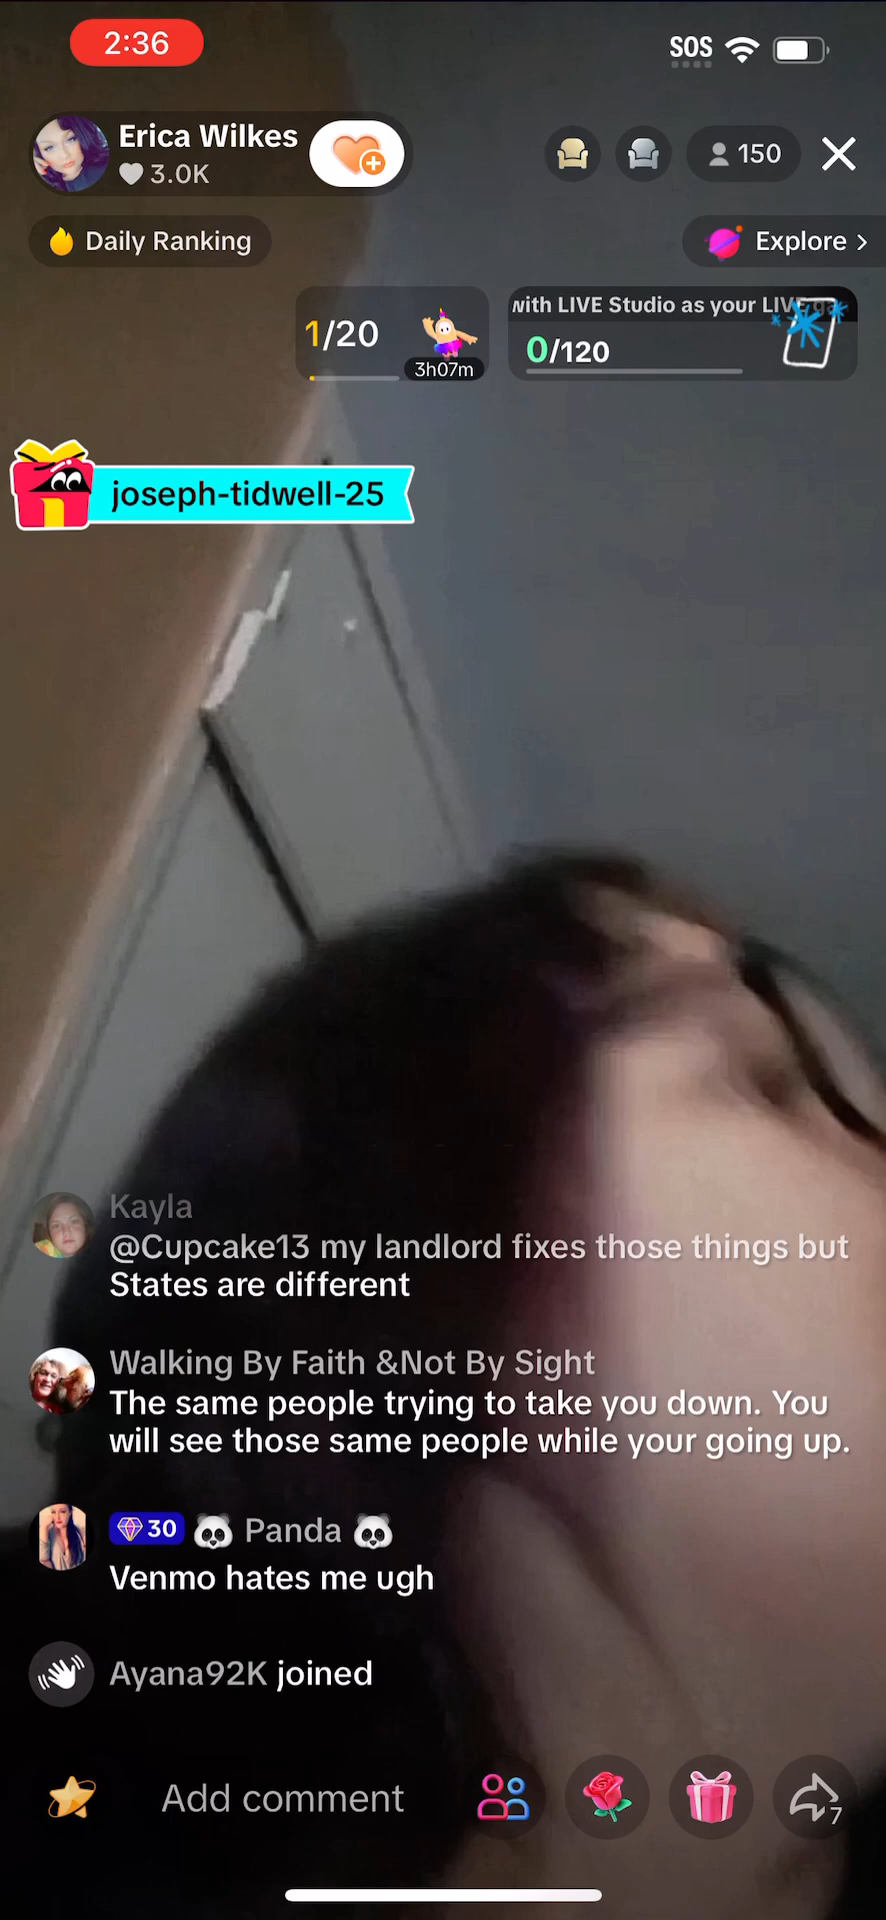 2:36
SOS
Erica Wilkes
3.0K
150
Daily Ranking
Explore >
1/20
3h07m
with LIVE Studio as your LIVE
0/120
joseph-tidwell-25
Kayla
@Cupcake13 my landlord fixes those things but
States are different
Walking By Faith &Not By Sight
The same people trying to take you down. You
will see those same people while your going up.
30 🐼 Panda 🐼
Venmo hates me ugh
Ayana92K joined
Add comment
7